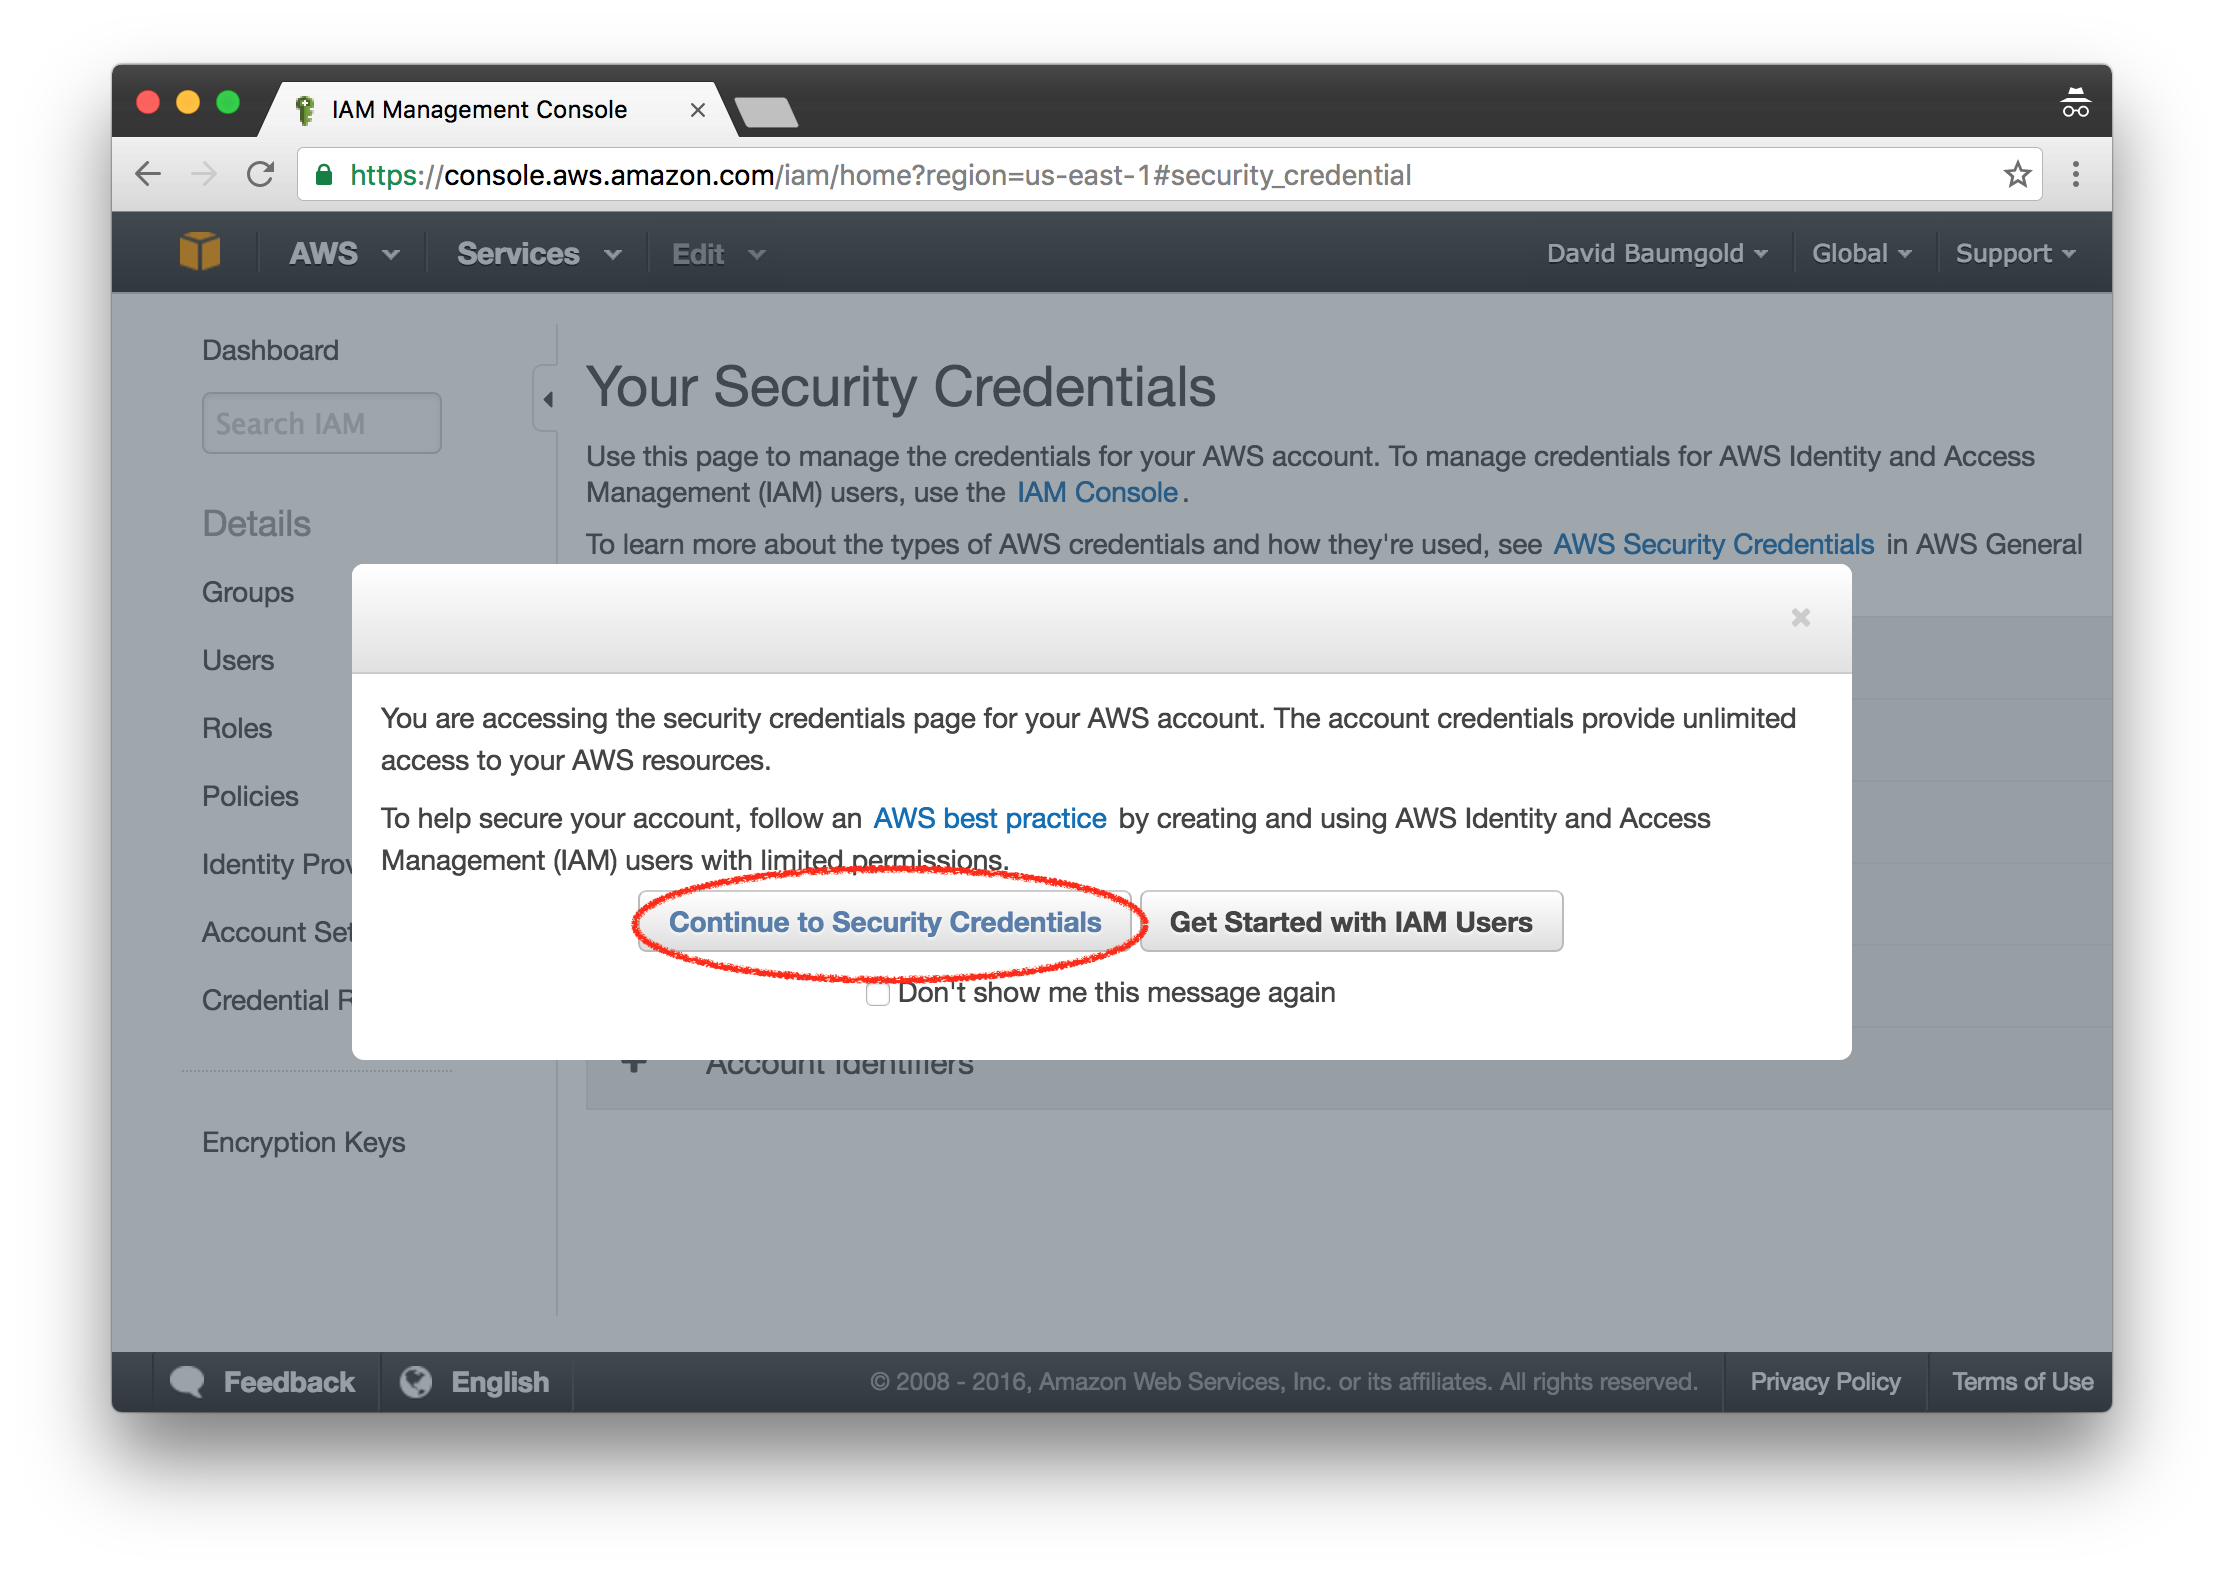 IAM Management Console
https://console.aws.amazon.com/iam/home?region=us-east-1#security_credential
AWS Services Edit David Baumgold Global Support
Dashboard
Search IAM
Details
Groups
Users
Roles
Policies
Identity Prov
Account Set
Credential R
Encryption Keys
Your Security Credentials
Use this page to manage the credentials for your AWS account. To manage credentials for AWS Identity and Access
Management (IAM) users, use the IAM Console.
To learn more about the types of AWS credentials and how they're used, see AWS Security Credentials in AWS General
You are accessing the security credentials page for your AWS account. The account credentials provide unlimited
access to your AWS resources.
To help secure your account, follow an AWS best practice by creating and using AWS Identity and Access
Management (IAM) users with limited permissions.
Continue to Security Credentials Get Started with IAM Users
Don't show me this message again
Account Identifiers
Feedback English © 2008 - 2016, Amazon Web Services, Inc. or its affiliates. All rights reserved. Privacy Policy Terms of Use